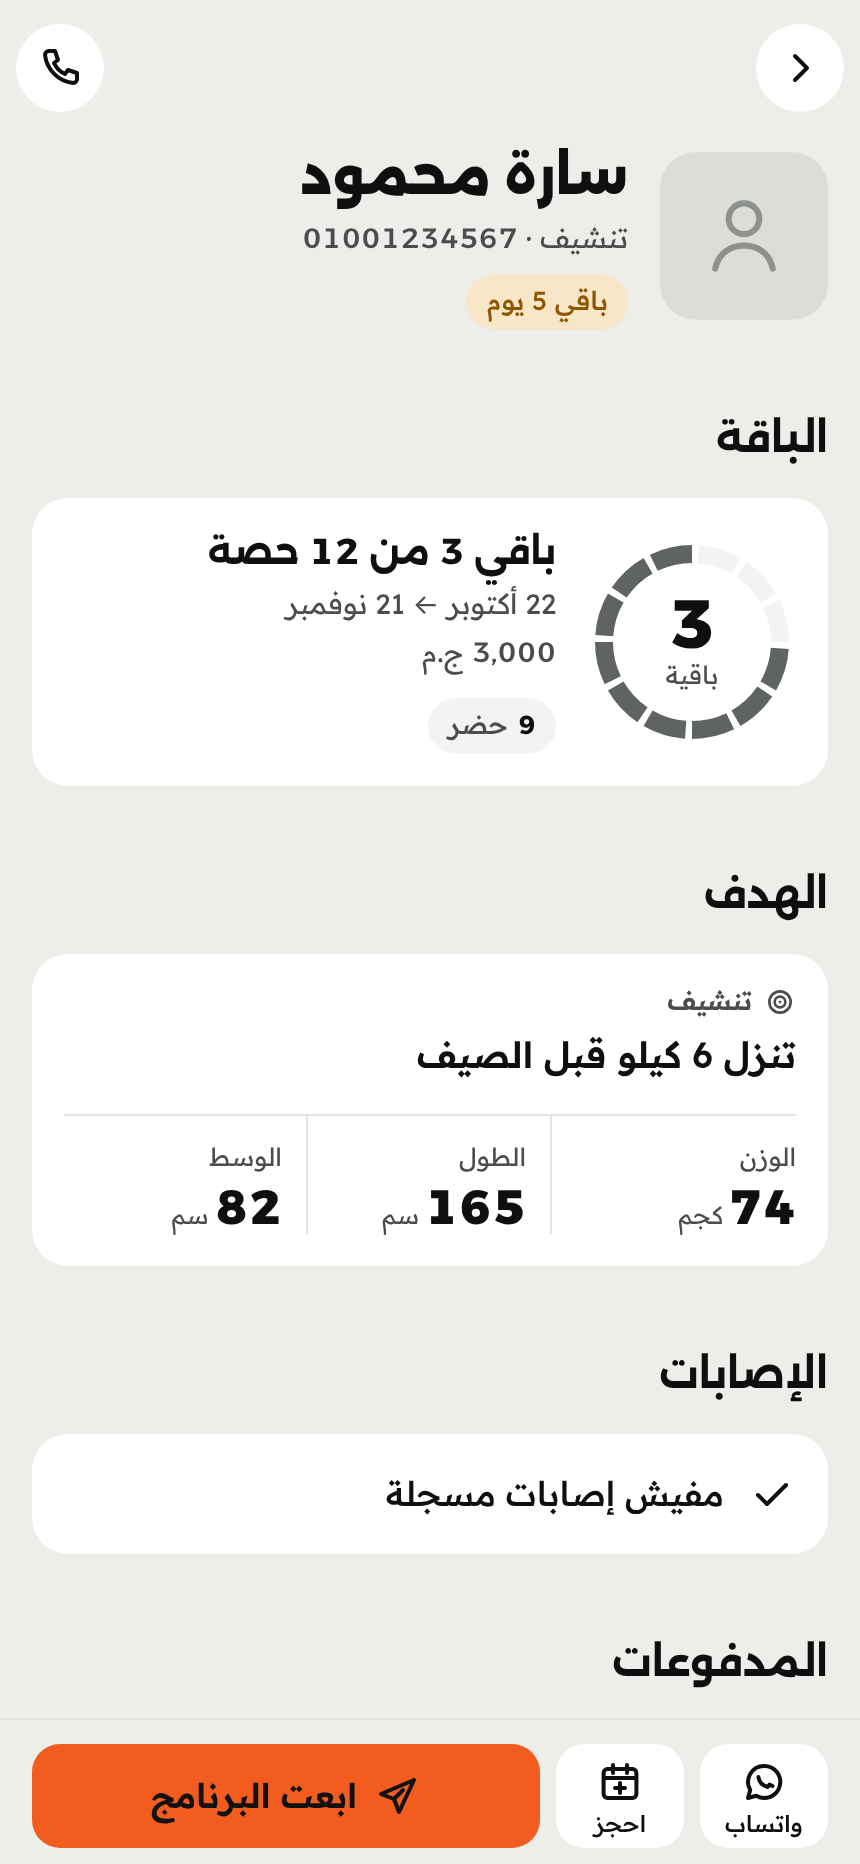 سارة محمود
تنشيف · 01001234567
باقي 5 يوم
الباقة
3
باقية
باقي 3 من 12 حصة
22 أكتوبر ← 21 نوفمبر
3,000 ج.م
9 حضر
الهدف
تنشيف
تنزل 6 كيلو قبل الصيف
الوزن
74 كجم
الطول
165 سم
الوسط
82 سم
الإصابات
مفيش إصابات مسجلة
المدفوعات
واتساب
احجز
ابعت البرنامج